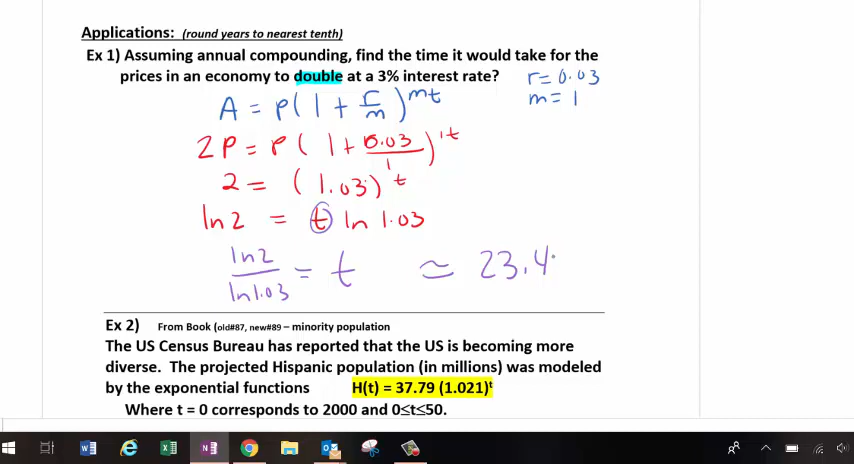 Applications: (round years to nearest tenth)
Ex 1) Assuming annual compounding, find the time it would take for the
prices in an economy to double at a 3% interest rate?
r = 0.03
m = 1
A = P(1 + r/m)^mt
2P = P(1 + 0.03/1)^1t
2 = (1.03)^t
ln 2 = t ln 1.03
ln 2 / ln 1.03 = t ≃ 23.4
Ex 2) From Book (old#87, new#89 – minority population
The US Census Bureau has reported that the US is becoming more
diverse. The projected Hispanic population (in millions) was modeled
by the exponential functions H(t) = 37.79 (1.021)^t
Where t = 0 corresponds to 2000 and 0≤t≤50.